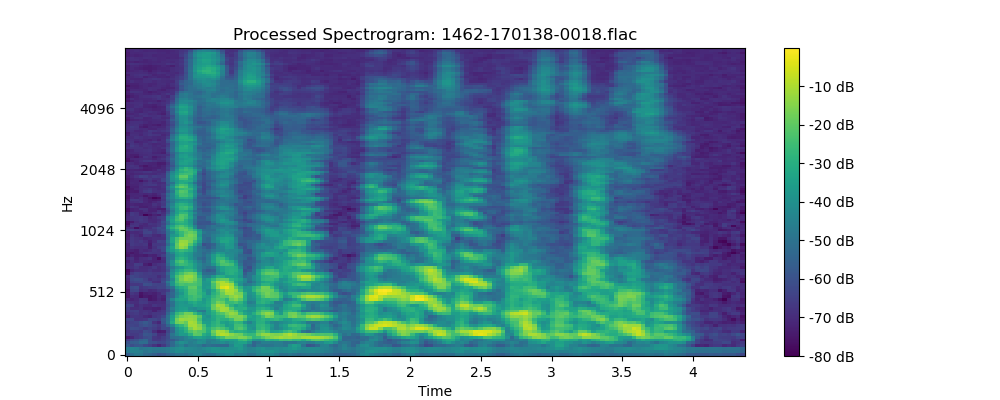 Processed Spectrogram: 1462-170138-0018.flac
Hz
4096
2048
1024
512
0
0
0.5
1
1.5
2
2.5
3
3.5
4
Time
-10 dB
-20 dB
-30 dB
-40 dB
-50 dB
-60 dB
-70 dB
-80 dB